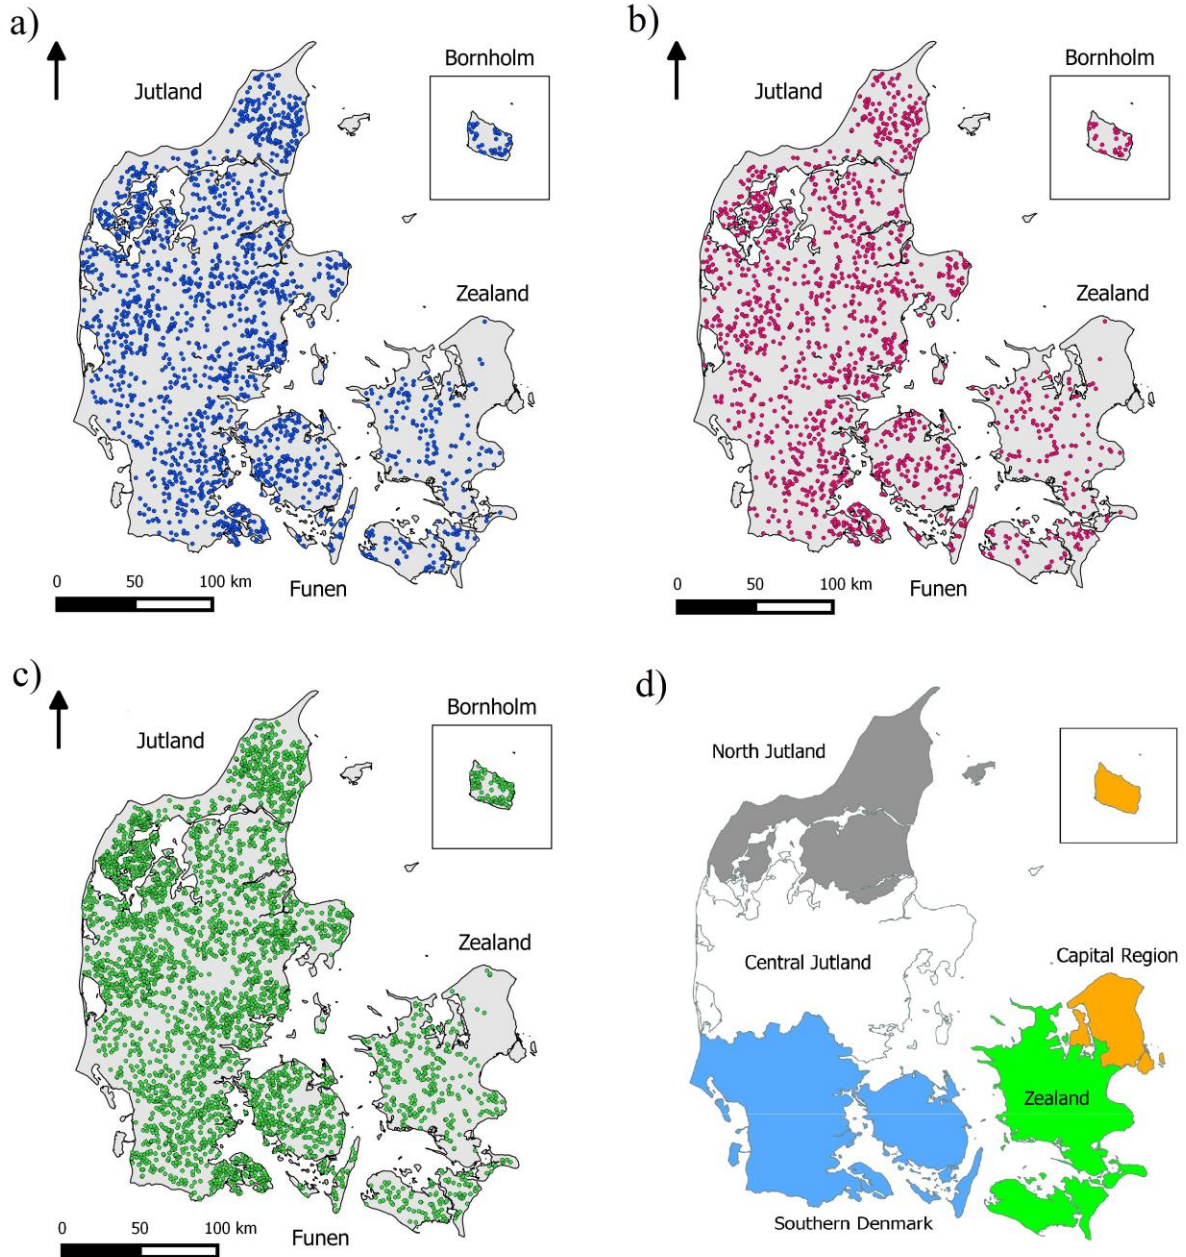 a)
Jutland
Bornholm
Zealand
0 50 100 km
Funen
b)
Jutland
Bornholm
Zealand
0 50 100 km
Funen
c)
Jutland
Bornholm
Zealand
0 50 100 km
Funen
d)
North Jutland
Central Jutland
Capital Region
Zealand
Southern Denmark